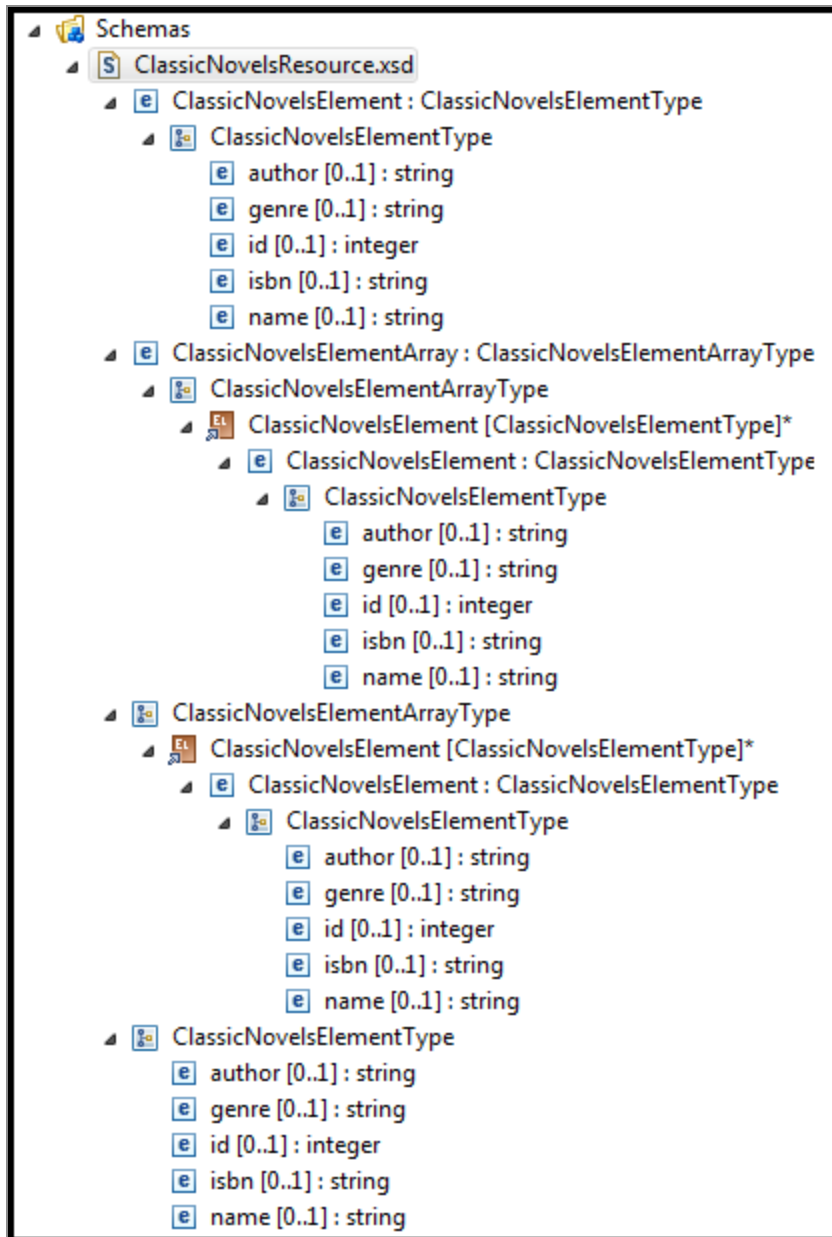 Schemas
ClassicNovelsResource.xsd
ClassicNovelsElement : ClassicNovelsElementType
ClassicNovelsElementType
author [0..1] : string
genre [0..1] : string
id [0..1] : integer
isbn [0..1] : string
name [0..1] : string
ClassicNovelsElementArray : ClassicNovelsElementArrayType
ClassicNovelsElementArrayType
ClassicNovelsElement [ClassicNovelsElementType]*
ClassicNovelsElement : ClassicNovelsElementType
ClassicNovelsElementType
author [0..1] : string
genre [0..1] : string
id [0..1] : integer
isbn [0..1] : string
name [0..1] : string
ClassicNovelsElementArrayType
ClassicNovelsElement [ClassicNovelsElementType]*
ClassicNovelsElement : ClassicNovelsElementType
ClassicNovelsElementType
author [0..1] : string
genre [0..1] : string
id [0..1] : integer
isbn [0..1] : string
name [0..1] : string
ClassicNovelsElementType
author [0..1] : string
genre [0..1] : string
id [0..1] : integer
isbn [0..1] : string
name [0..1] : string